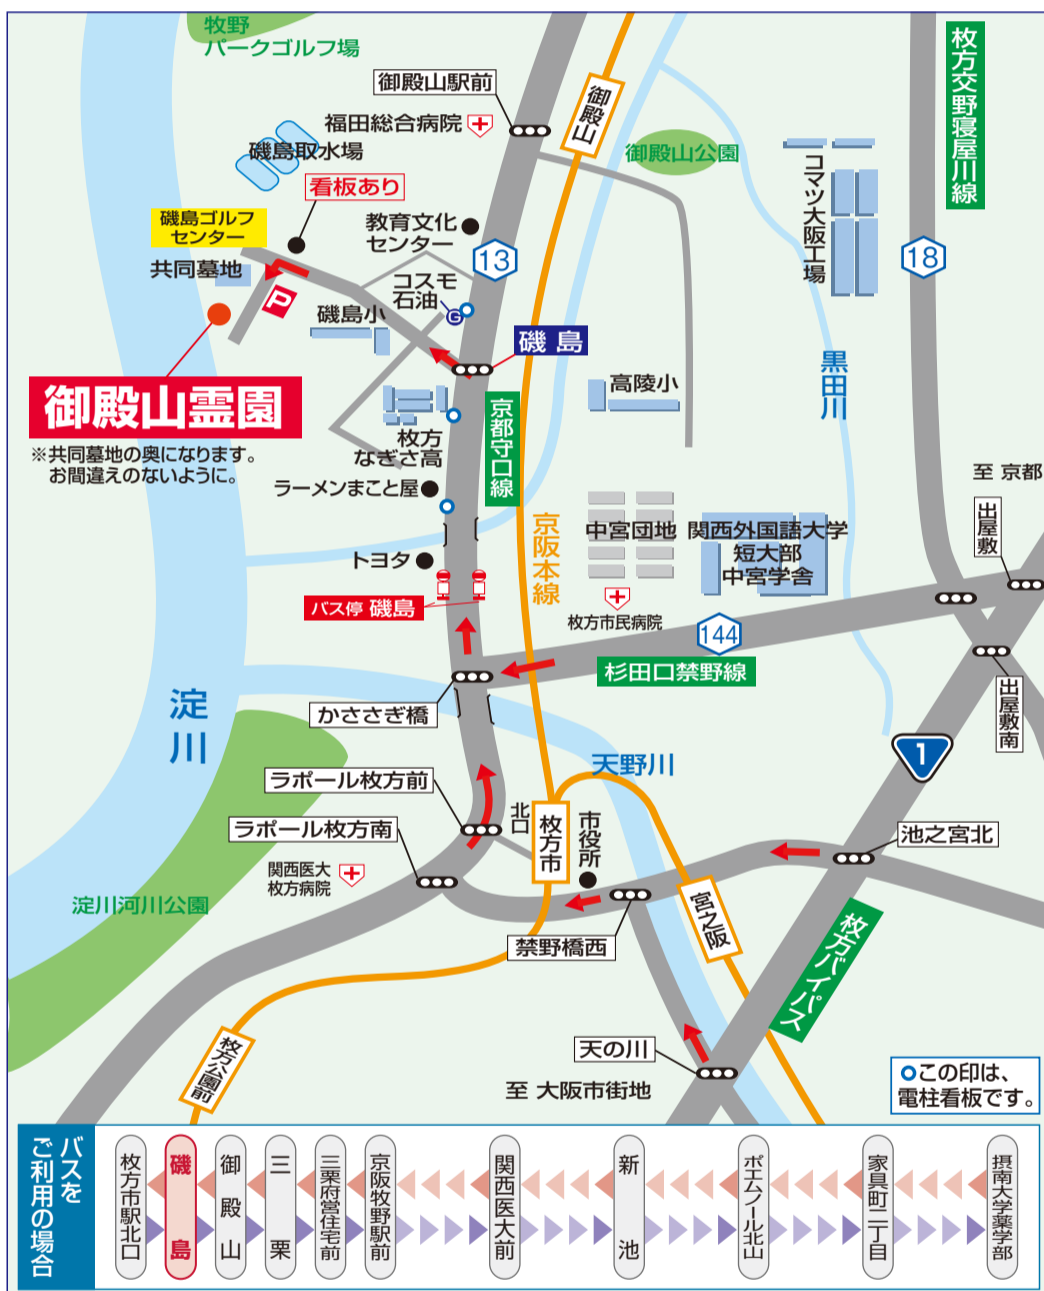 牧野
パークゴルフ場
御殿山駅前
御殿山
福田総合病院
磯島取水場
御殿山公園
枚方交野寝屋川線
コマツ大阪工場
看板あり
磯島ゴルフ
センター
教育文化
センター
13
18
共同墓地
コスモ
石油
G
P
磯島小
磯島
高陵小
黒田川
御殿山霊園
※共同墓地の奥になります。
お間違えのないように。
京都守口線
枚方
なぎさ高
ラーメンまこと屋
至 京都
出屋敷
京阪本線
中宮団地
関西外国語大学
短大部
中宮学舎
トヨタ
バス停 磯島
枚方市民病院
144
杉田口禁野線
出屋敷南
かささぎ橋
淀川
1
天野川
ラポール枚方前
北口
枚方市
市役所
ラポール枚方南
池之宮北
関西医大
枚方病院
淀川河川公園
宮之阪
禁野橋西
枚方バイパス
枚方公園前
天の川
至 大阪市街地
この印は、
電柱看板です。
バスを
ご利用の場合
枚方市駅北口
磯島
御殿山
三栗
三栗府営住宅前
京阪牧野駅前
関西医大前
新池
ポエムノール北山
家具町二丁目
摂南大学薬学部